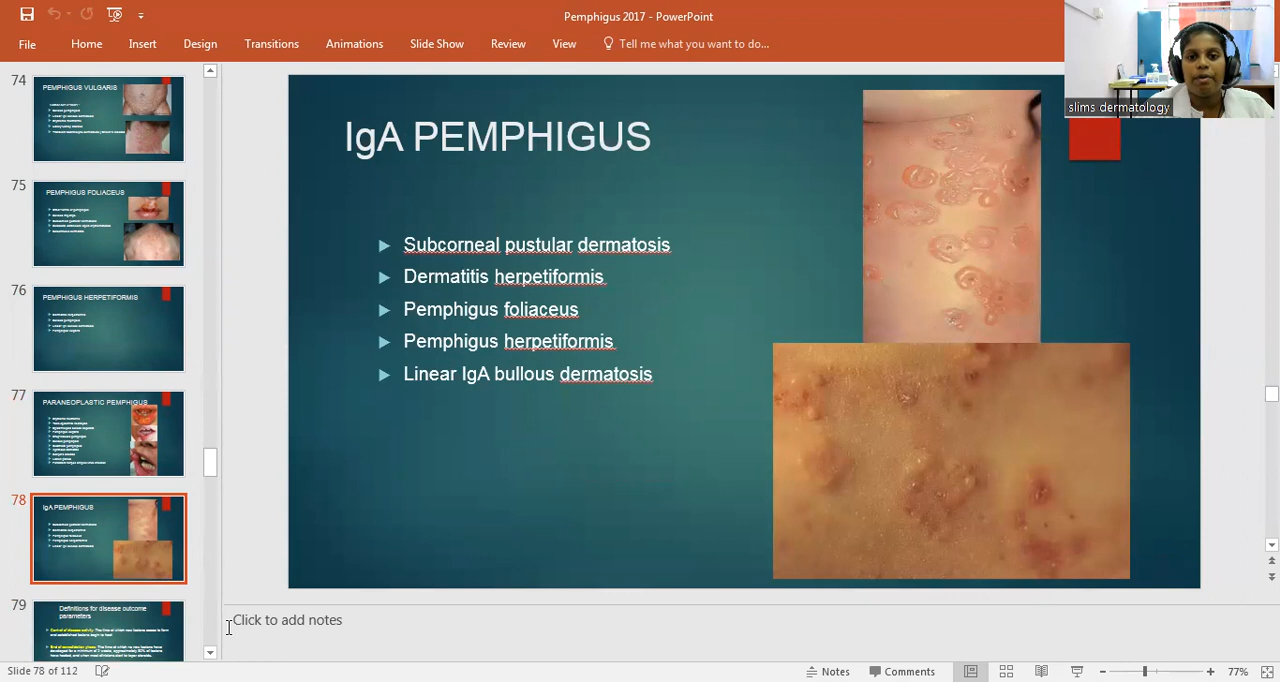 Pemphigus 2017 - PowerPoint
File Home Insert Design Transitions Animations Slide Show Review View Tell me what you want to do...
slims dermatology
74
PEMPHIGUS VULGARIS
75
PEMPHIGUS FOLIACEUS
76
PEMPHIGUS HERPETIFORMIS
77
PARANEOPLASTIC PEMPHIGUS
78
IgA PEMPHIGUS
79
Definitions for disease outcome
parameters
IgA PEMPHIGUS
Subcorneal pustular dermatosis
Dermatitis herpetiformis
Pemphigus foliaceus
Pemphigus herpetiformis
Linear IgA bullous dermatosis
Click to add notes
Slide 78 of 112 Notes Comments 77%